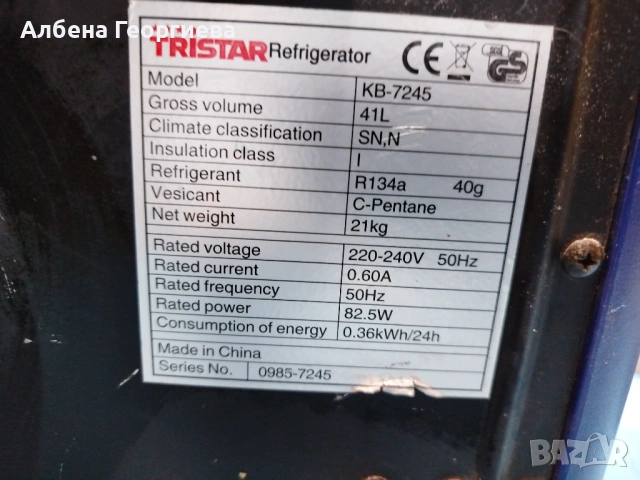 Албена Георгиева
TRISTAR Refrigerator CE GS
Model KB-7245
Gross volume 41L
Climate classification SN,N
Insulation class I
Refrigerant R134a 40g
Vesicant C-Pentane
Net weight 21kg
Rated voltage 220-240V 50Hz
Rated current 0.60A
Rated frequency 50Hz
Rated power 82.5W
Consumption of energy 0.36kWh/24h
Made in China
Series No. 0985-7245
BAZAR